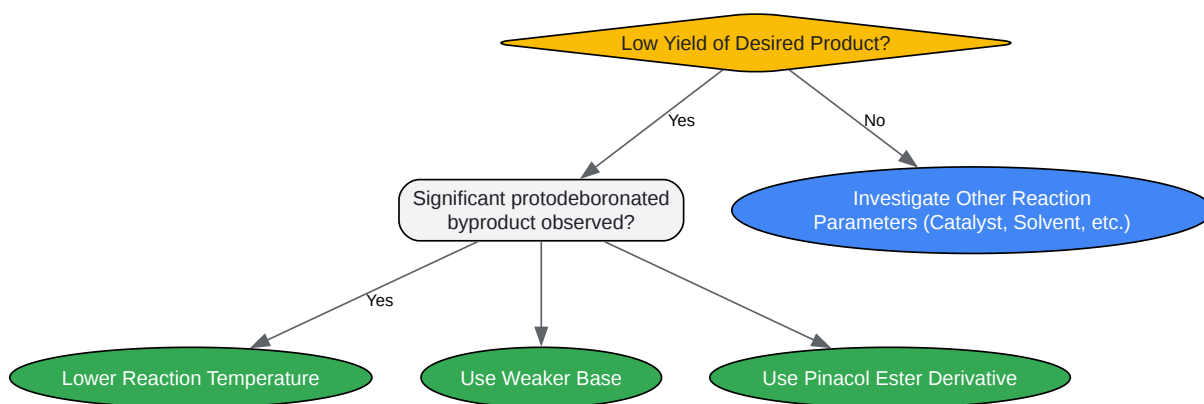 Low Yield of Desired Product?
Yes
No
Significant protodeboronated
byproduct observed?
Investigate Other Reaction
Parameters (Catalyst, Solvent, etc.)
Yes
Lower Reaction Temperature
Use Weaker Base
Use Pinacol Ester Derivative